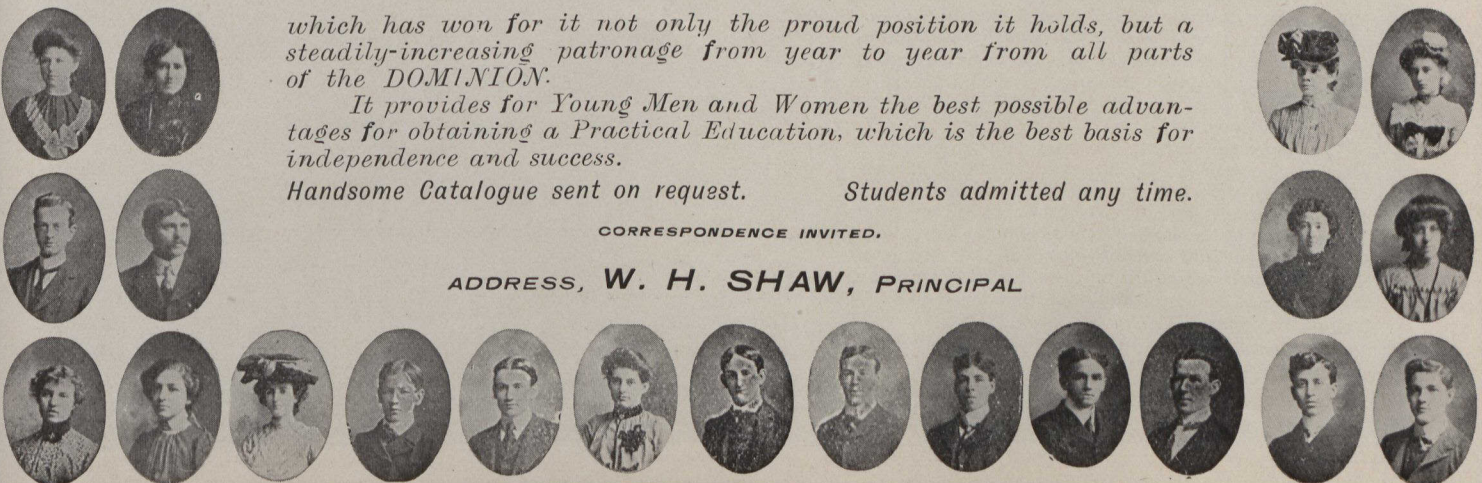 which has won for it not only the proud position it holds, but a
steadily-increasing patronage from year to year from all parts
of the DOMINION.
It provides for Young Men and Women the best possible advan-
tages for obtaining a Practical Education, which is the best basis for
independence and success.
Handsome Catalogue sent on request. Students admitted any time.
CORRESPONDENCE INVITED.
ADDRESS, W. H. SHAW, PRINCIPAL